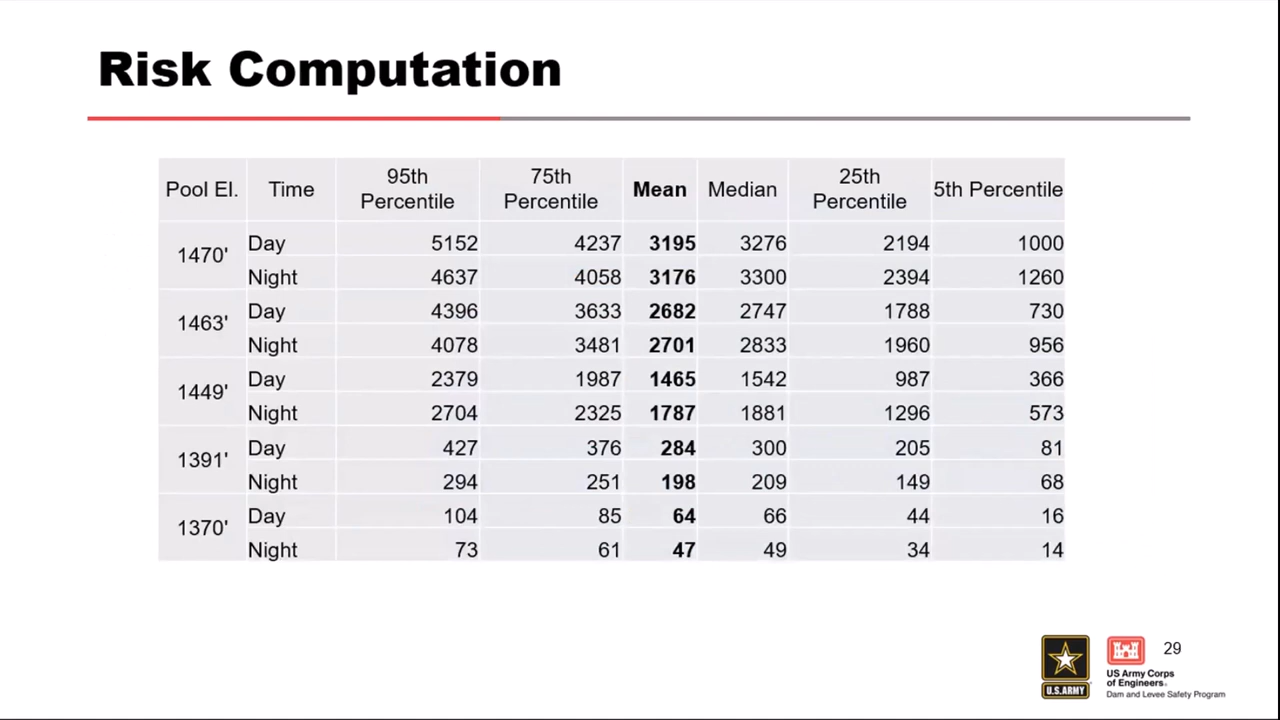 Risk Computation
Pool El. Time 95th Percentile 75th Percentile Mean Median 25th Percentile 5th Percentile
1470' Day 5152 4237 3195 3276 2194 1000
Night 4637 4058 3176 3300 2394 1260
1463' Day 4396 3633 2682 2747 1788 730
Night 4078 3481 2701 2833 1960 956
1449' Day 2379 1987 1465 1542 987 366
Night 2704 2325 1787 1881 1296 573
1391' Day 427 376 284 300 205 81
Night 294 251 198 209 149 68
1370' Day 104 85 64 66 44 16
Night 73 61 47 49 34 14
29
U.S.ARMY
US Army Corps
of Engineers®
Dam and Levee Safety Program